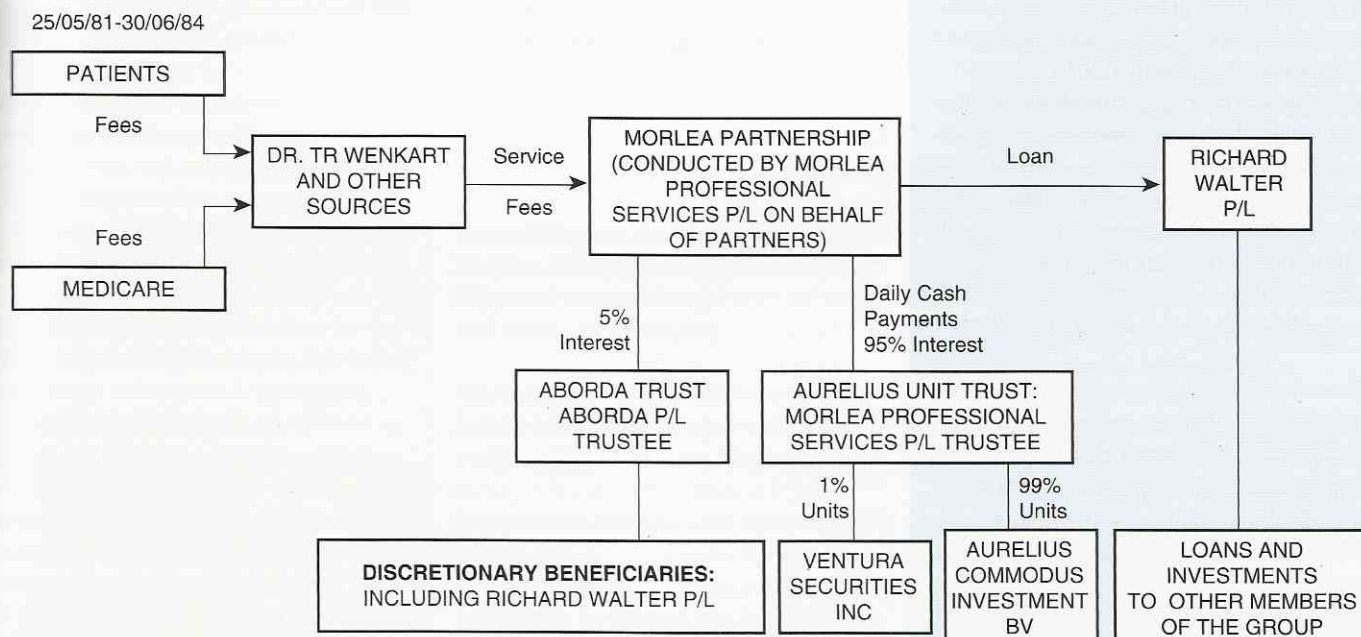 25/05/81-30/06/84
PATIENTS
Fees
DR. TR WENKART
AND OTHER
SOURCES
Fees
MEDICARE
Service
Fees
MORLEA PARTNERSHIP
(CONDUCTED BY MORLEA
PROFESSIONAL
SERVICES P/L ON BEHALF
OF PARTNERS)
Loan
RICHARD
WALTER
P/L
5%
Interest
Daily Cash
Payments
95% Interest
ABORDA TRUST
ABORDA P/L
TRUSTEE
AURELIUS UNIT TRUST:
MORLEA PROFESSIONAL
SERVICES P/L TRUSTEE
1%
Units
99%
Units
DISCRETIONARY BENEFICIARIES:
INCLUDING RICHARD WALTER P/L
VENTURA
SECURITIES
INC
AURELIUS
COMMODUS
INVESTMENT
BV
LOANS AND
INVESTMENTS
TO OTHER MEMBERS
OF THE GROUP